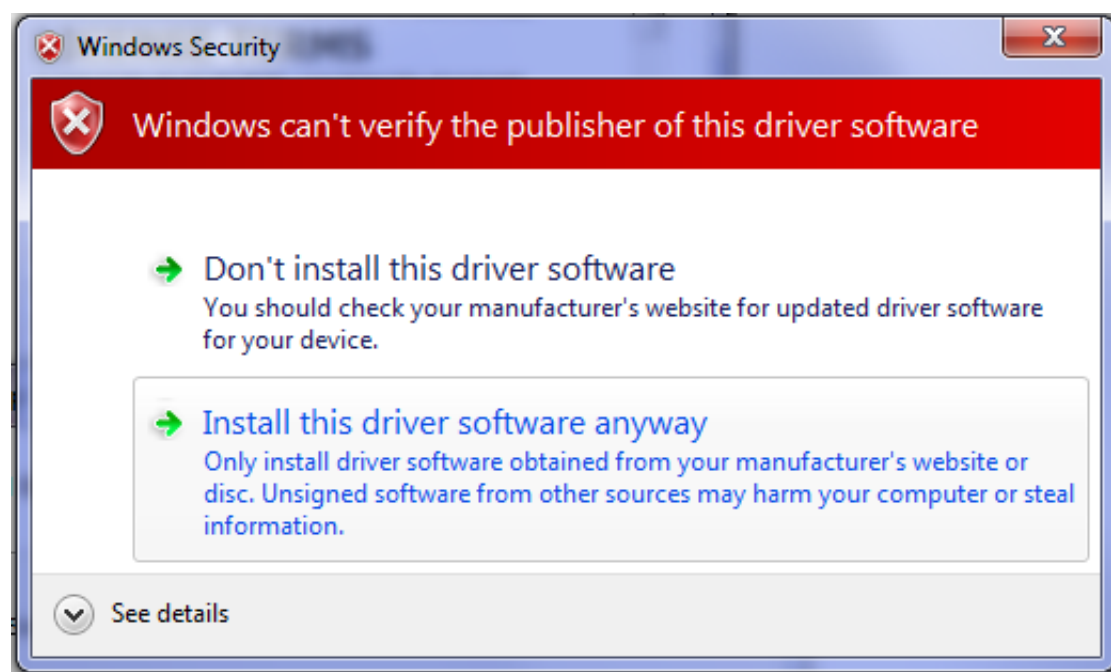 Windows Security
Windows can't verify the publisher of this driver software
Don't install this driver software
You should check your manufacturer's website for updated driver software
for your device.
Install this driver software anyway
Only install driver software obtained from your manufacturer's website or
disc. Unsigned software from other sources may harm your computer or steal
information.
See details